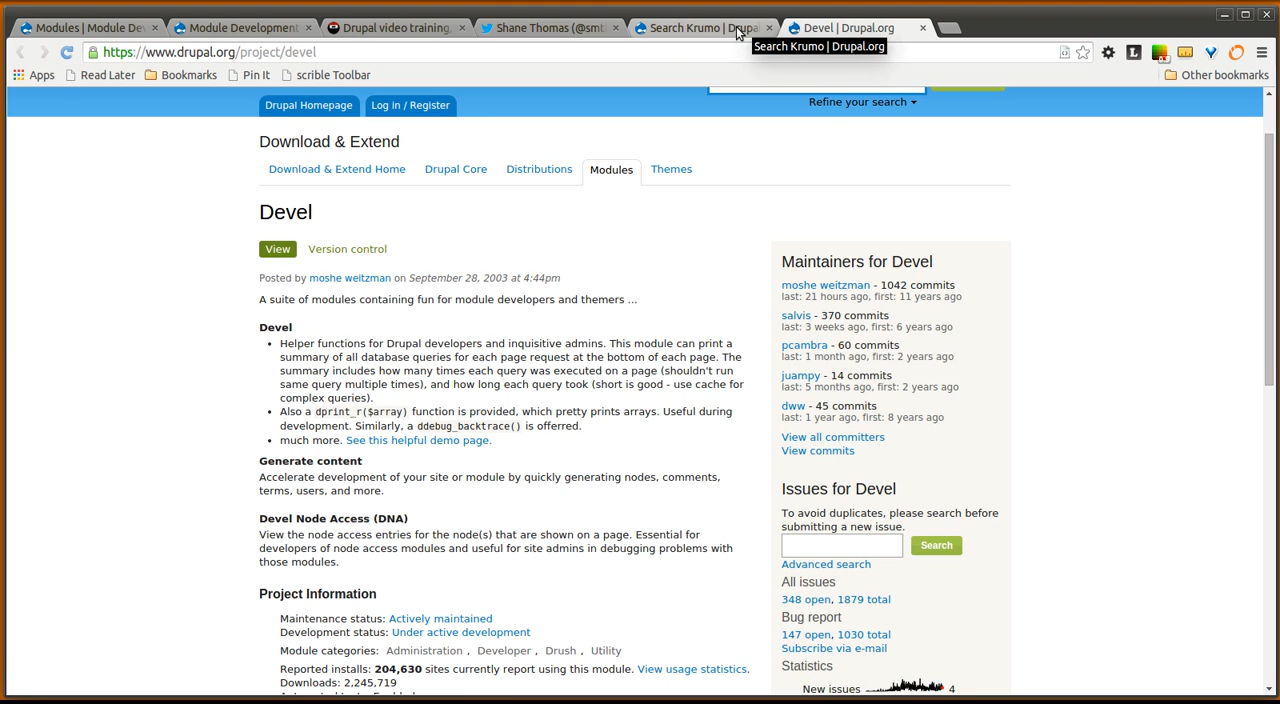 Modules | Module Dev
Module Development
Drupal video training,
Shane Thomas (@smt
Search Krumo | Drupal
Devel | Drupal.org
https://www.drupal.org/project/devel
Search Krumo | Drupal.org
Apps
Read Later
Bookmarks
Pin It
scrible Toolbar
Other bookmarks
Drupal Homepage
Log in / Register
Refine your search
Download & Extend
Download & Extend Home
Drupal Core
Distributions
Modules
Themes
Devel
View
Version control
Posted by moshe weitzman on September 28, 2003 at 4:44pm
A suite of modules containing fun for module developers and themers ...
Devel
• Helper functions for Drupal developers and inquisitive admins. This module can print a
summary of all database queries for each page request at the bottom of each page. The
summary includes how many times each query was executed on a page (shouldn't run
same query multiple times), and how long each query took (short is good - use cache for
complex queries).
• Also a dprint_r($array) function is provided, which pretty prints arrays. Useful during
development. Similarly, a ddebug_backtrace() is offerred.
• much more. See this helpful demo page.
Generate content
Accelerate development of your site or module by quickly generating nodes, comments,
terms, users, and more.
Devel Node Access (DNA)
View the node access entries for the node(s) that are shown on a page. Essential for
developers of node access modules and useful for site admins in debugging problems with
those modules.
Project Information
Maintenance status: Actively maintained
Development status: Under active development
Module categories: Administration , Developer , Drush , Utility
Reported installs: 204,630 sites currently report using this module. View usage statistics.
Downloads: 2,245,719
Maintainers for Devel
moshe weitzman - 1042 commits
last: 21 hours ago, first: 11 years ago
salvis - 370 commits
last: 3 weeks ago, first: 6 years ago
pcambra - 60 commits
last: 1 month ago, first: 2 years ago
juampy - 14 commits
last: 5 months ago, first: 2 years ago
dww - 45 commits
last: 1 year ago, first: 8 years ago
View all committers
View commits
Issues for Devel
To avoid duplicates, please search before
submitting a new issue.
Search
Advanced search
All issues
348 open, 1879 total
Bug report
147 open, 1030 total
Subscribe via e-mail
Statistics
New issues 4